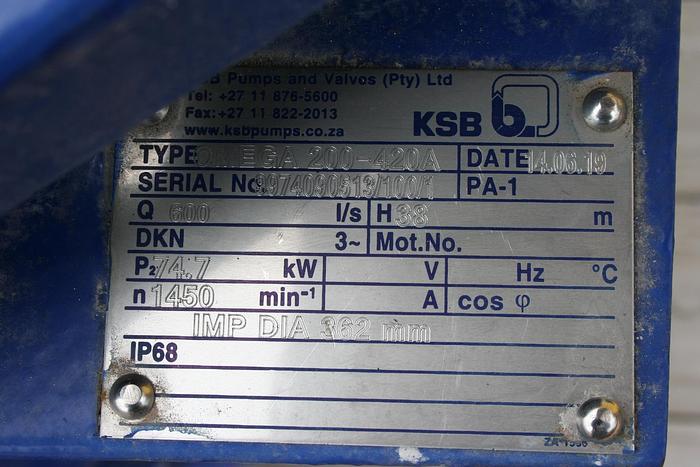 B Pumps and Valves (Pty) Ltd
Tel: +27 11 876-5600
Fax:+27 11 822-2013
www.ksbpumps.co.za
KSB
TYPE OMEGA 200-420A DATE 14.06.19
SERIAL No. 9974090513/100/1 PA-1
Q 600 l/s H 38 m
DKN 3~ Mot.No.
P₂ 74.7 kW V Hz °C
n 1450 min⁻¹ A cos φ
IMP DIA 362 mm
IP68